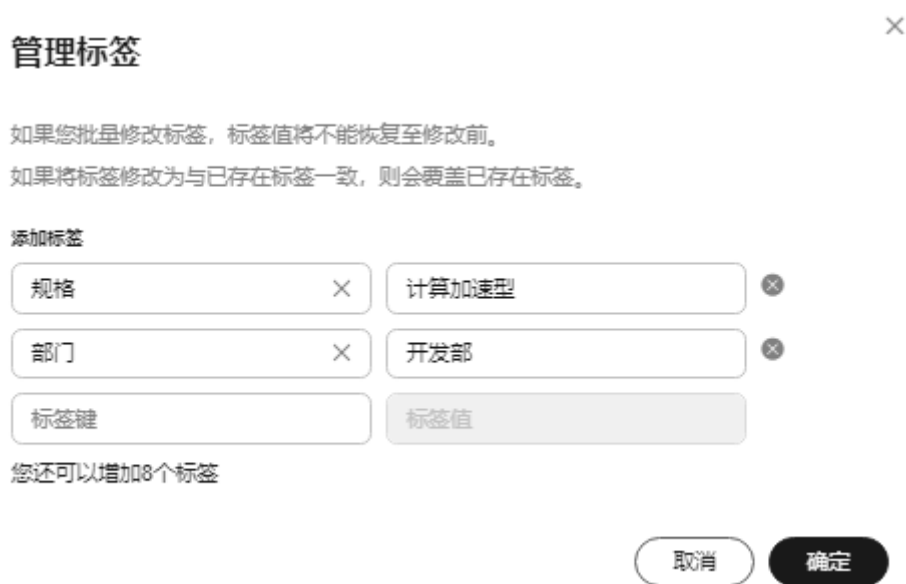 管理标签
如果您批量修改标签，标签值将不能恢复至修改前。
如果将标签修改为与已存在标签一致，则会覆盖已存在标签。
添加标签
规格 计算加速型
部门 开发部
标签键 标签值
您还可以增加8个标签
取消 确定